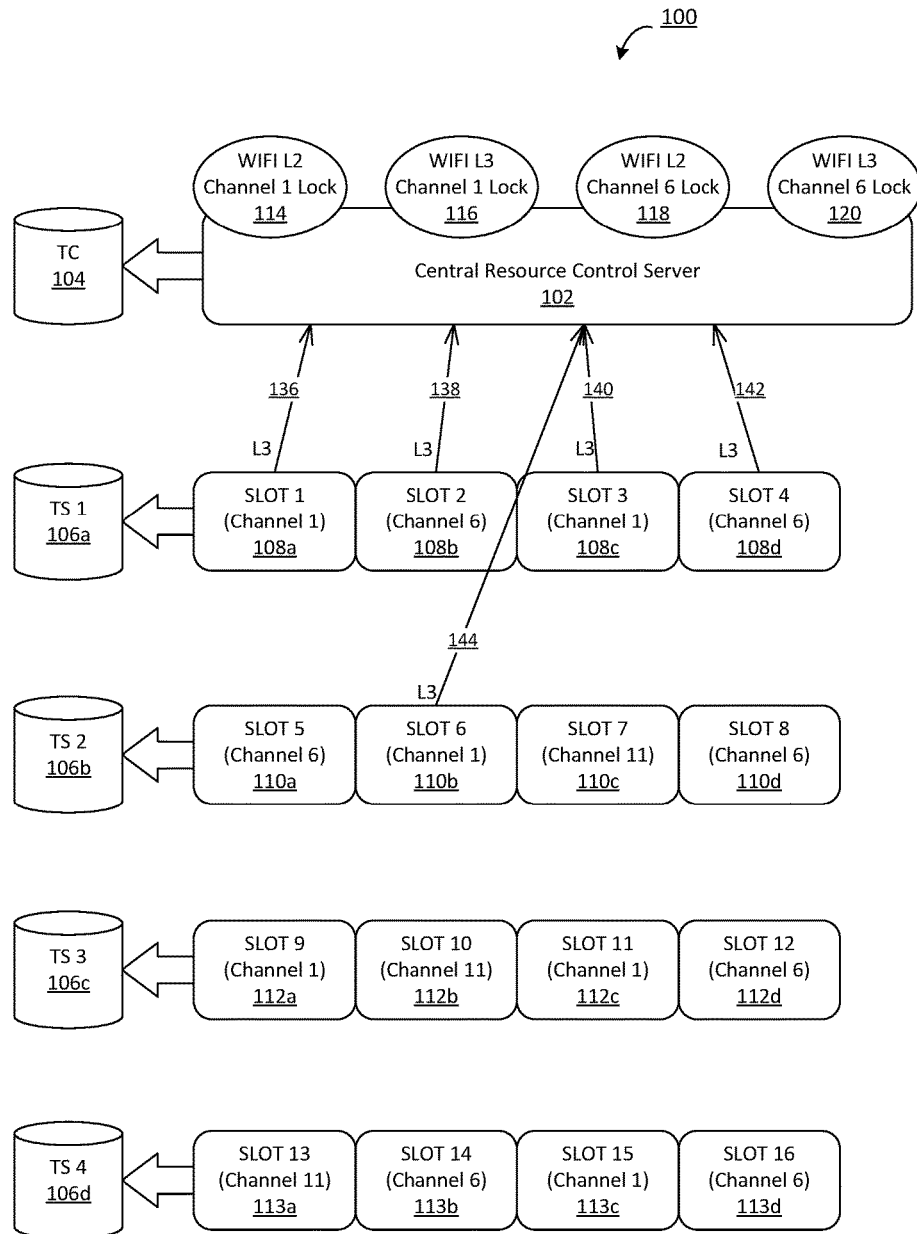 100
WIFI L2
Channel 1 Lock
114
WIFI L3
Channel 1 Lock
116
WIFI L2
Channel 6 Lock
118
WIFI L3
Channel 6 Lock
120
TC
104
Central Resource Control Server
102
136
138
140
142
L3
L3
L3
L3
TS 1
106a
SLOT 1
(Channel 1)
108a
SLOT 2
(Channel 6)
108b
SLOT 3
(Channel 1)
108c
SLOT 4
(Channel 6)
108d
144
L3
TS 2
106b
SLOT 5
(Channel 6)
110a
SLOT 6
(Channel 1)
110b
SLOT 7
(Channel 11)
110c
SLOT 8
(Channel 6)
110d
TS 3
106c
SLOT 9
(Channel 1)
112a
SLOT 10
(Channel 11)
112b
SLOT 11
(Channel 1)
112c
SLOT 12
(Channel 6)
112d
TS 4
106d
SLOT 13
(Channel 11)
113a
SLOT 14
(Channel 6)
113b
SLOT 15
(Channel 1)
113c
SLOT 16
(Channel 6)
113d